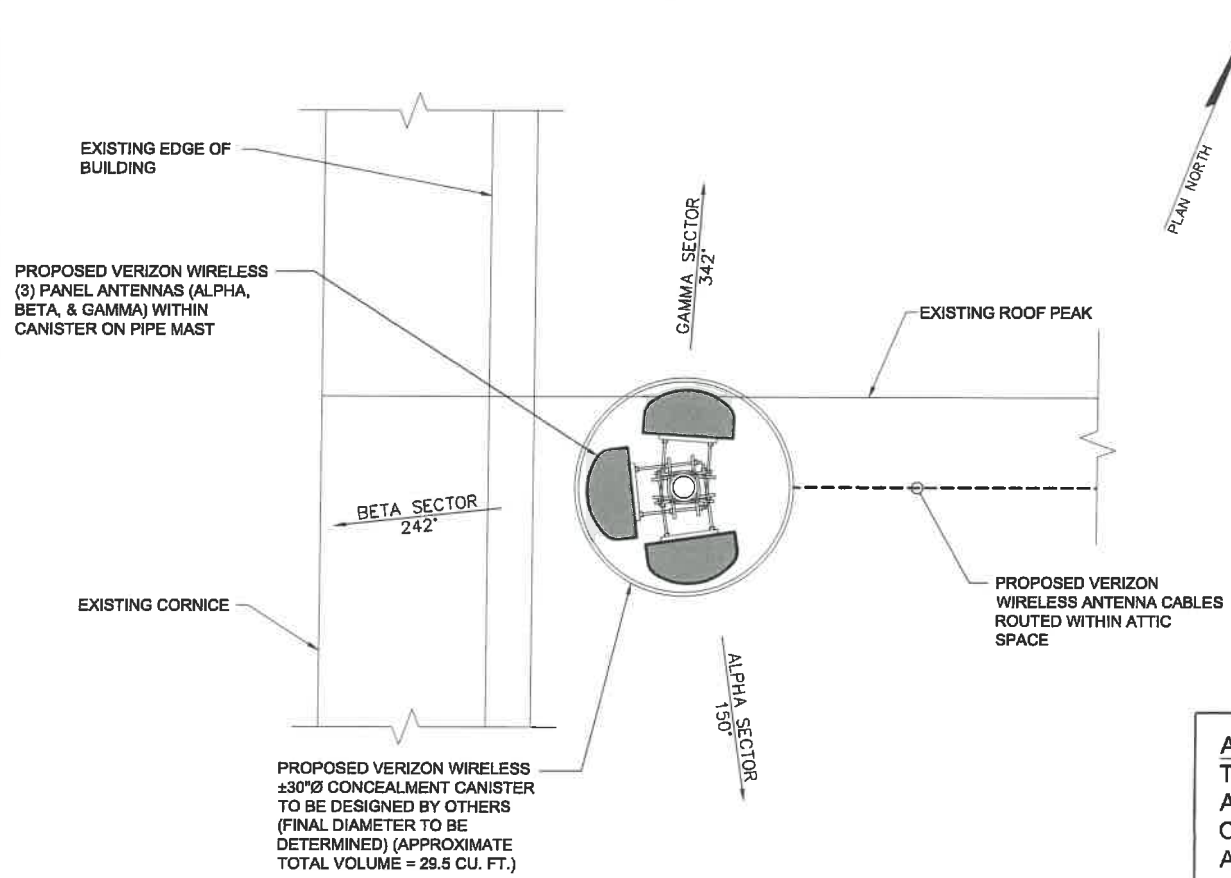 PLAN NORTH
EXISTING EDGE OF
BUILDING
GAMMA SECTOR
342°
PROPOSED VERIZON WIRELESS
(3) PANEL ANTENNAS (ALPHA,
BETA, & GAMMA) WITHIN
CANISTER ON PIPE MAST
EXISTING ROOF PEAK
BETA SECTOR
242°
EXISTING CORNICE
PROPOSED VERIZON
WIRELESS ANTENNA CABLES
ROUTED WITHIN ATTIC
SPACE
ALPHA SECTOR
150°
PROPOSED VERIZON WIRELESS
±30"Ø CONCEALMENT CANISTER
TO BE DESIGNED BY OTHERS
(FINAL DIAMETER TO BE
DETERMINED) (APPROXIMATE
TOTAL VOLUME = 29.5 CU. FT.)